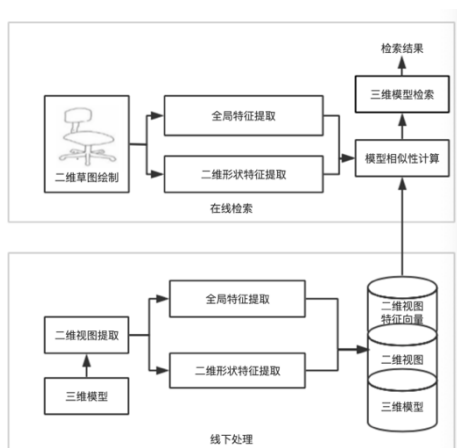 检索结果
三维模型检索
全局特征提取
模型相似性计算
二维形状特征提取
二维草图绘制
在线检索
全局特征提取
二维视图
特征向量
二维视图提取
二维视图
二维形状特征提取
三维模型
三维模型
线下处理